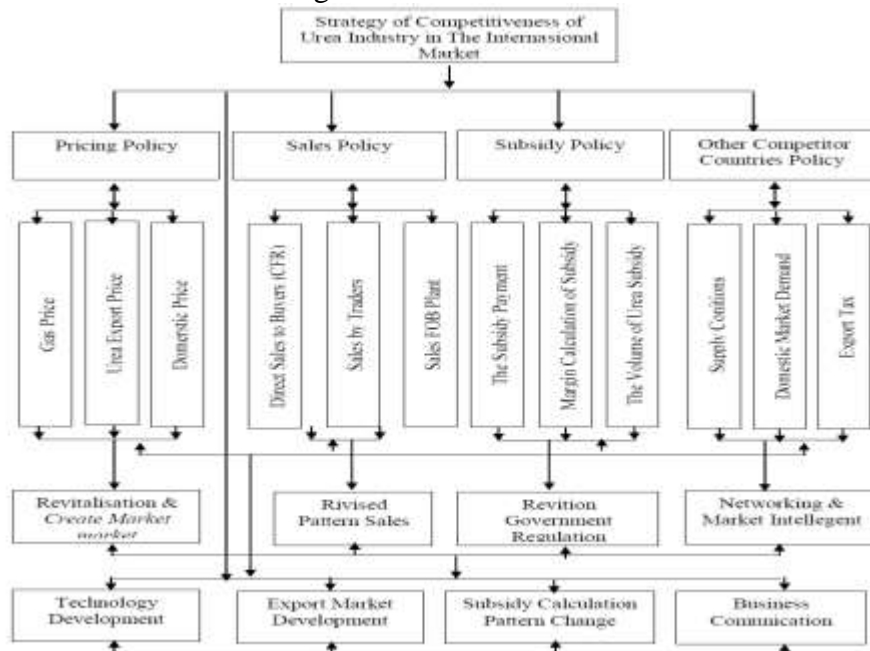 Strategy of Competitiveness of
Urea Industry in The Internasional
Market
Pricing Policy
Sales Policy
Subsidy Policy
Other Competitor
Countries Policy
Gas Price
Urea Export Price
Domerstic Price
Direct Sales to Buyers (CFR)
Sales by Traders
Sales FOB Plant
The Subsidy Payment
Margin Calculation of Subsidy
The Volume of Urea Subsidy
Supply Conitions
Domestic Market Demand
Export Tax
Revitalisation &
Create Market
market
Rivised
Pattern Sales
Revition
Government
Regulation
Networking &
Market Intellegent
Technology
Development
Export Market
Development
Subsidy Calculation
Pattern Change
Business
Comunication